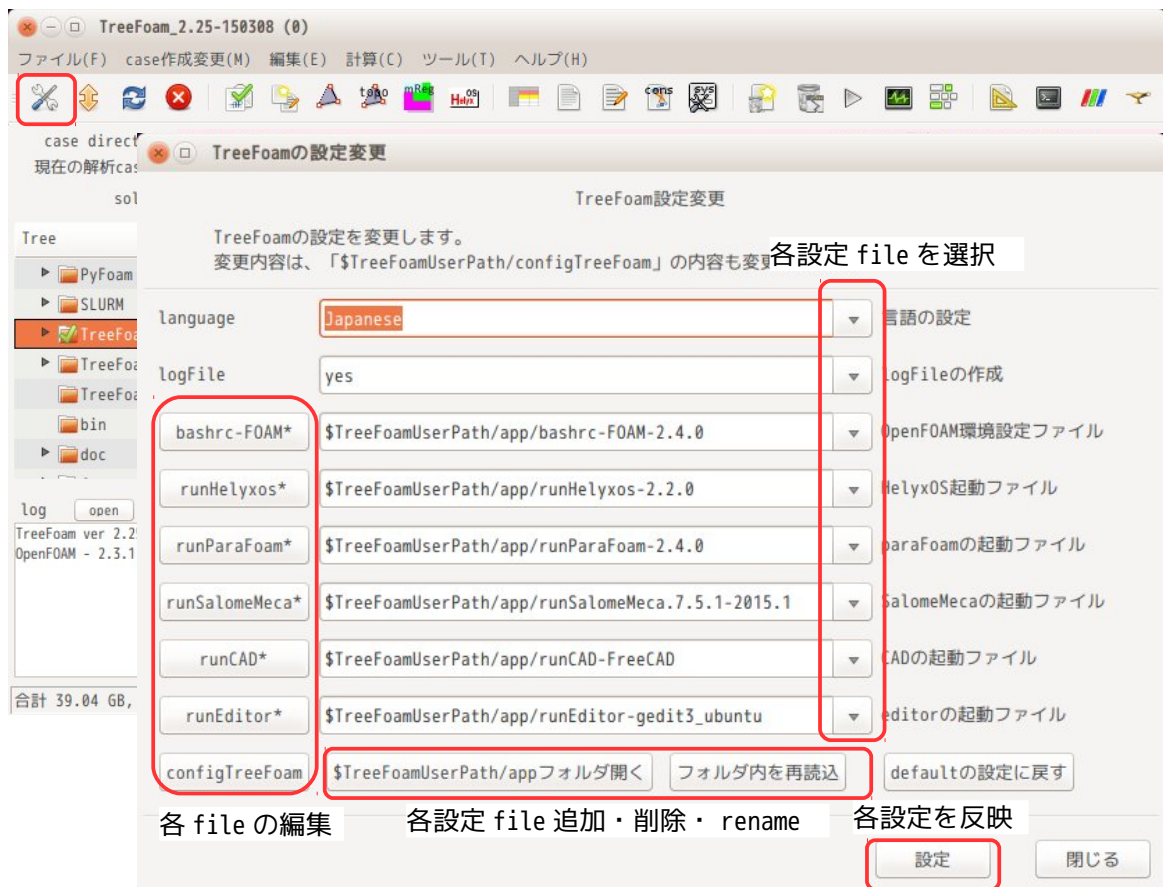 TreeFoam_2.25-150308 (0)
ファイル(F) case作成変更(M) 編集(E) 計算(C) ツール(T) ヘルプ(H)
topo
mReg
Helyx OS
cons
SYS
case direct
現在の解析cas
sol
TreeFoamの設定変更
TreeFoam設定変更
Tree
TreeFoamの設定を変更します。
変更内容は、「$TreeFoamUserPath/configTreeFoam」の内容も変更
各設定 file を選択
PyFoam
SLURM
TreeFoa
TreeFoa
TreeFoa
bin
doc
language Japanese 言語の設定
logFile yes logFileの作成
bashrc-FOAM* $TreeFoamUserPath/app/bashrc-FOAM-2.4.0 OpenFOAM環境設定ファイル
runHelyxos* $TreeFoamUserPath/app/runHelyxos-2.2.0 HelyxOS起動ファイル
log open
TreeFoam ver 2.2
OpenFOAM - 2.3.1
runParaFoam* $TreeFoamUserPath/app/runParaFoam-2.4.0 paraFoamの起動ファイル
runSalomeMeca* $TreeFoamUserPath/app/runSalomeMeca.7.5.1-2015.1 SalomeMecaの起動ファイル
runCAD* $TreeFoamUserPath/app/runCAD-FreeCAD CADの起動ファイル
合計 39.04 GB,
runEditor* $TreeFoamUserPath/app/runEditor-gedit3_ubuntu editorの起動ファイル
configTreeFoam $TreeFoamUserPath/appフォルダ開く フォルダ内を再読込 defaultの設定に戻す
各 file の編集 各設定 file 追加・削除・ rename 各設定を反映
設定 閉じる